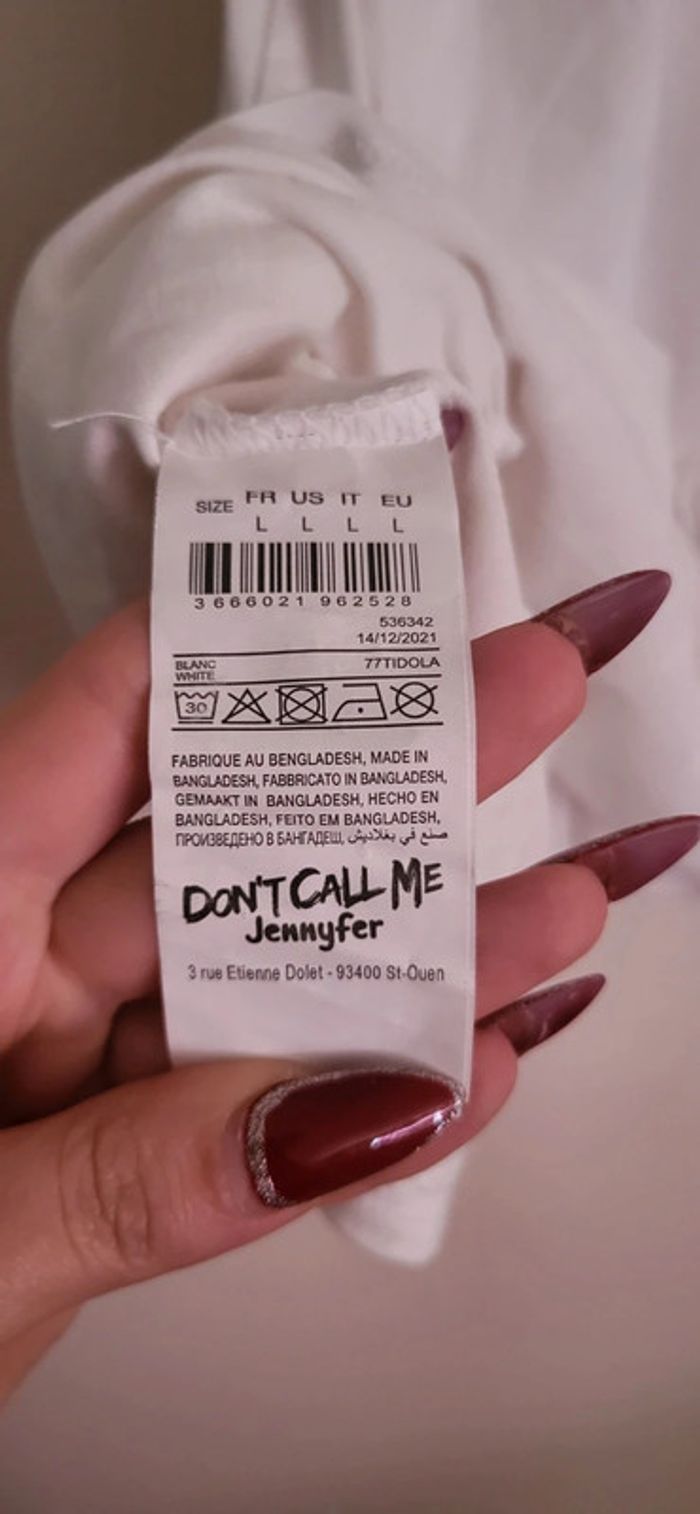 SIZE FR US IT EU
L L L L
3 666021 962528
536342
14/12/2021
BLANC
WHITE
77TIDOLA
30
FABRIQUE AU BENGLADESH, MADE IN
BANGLADESH, FABBRICATO IN BANGLADESH,
GEMAAKT IN BANGLADESH, HECHO EN
BANGLADESH, FEITO EM BANGLADESH,
ПРОИЗВЕДЕНО В БАНГАДЕШ, صنع في بغلاديش
DON'T CALL ME
Jennyfer
3 rue Etienne Dolet - 93400 St-Ouen